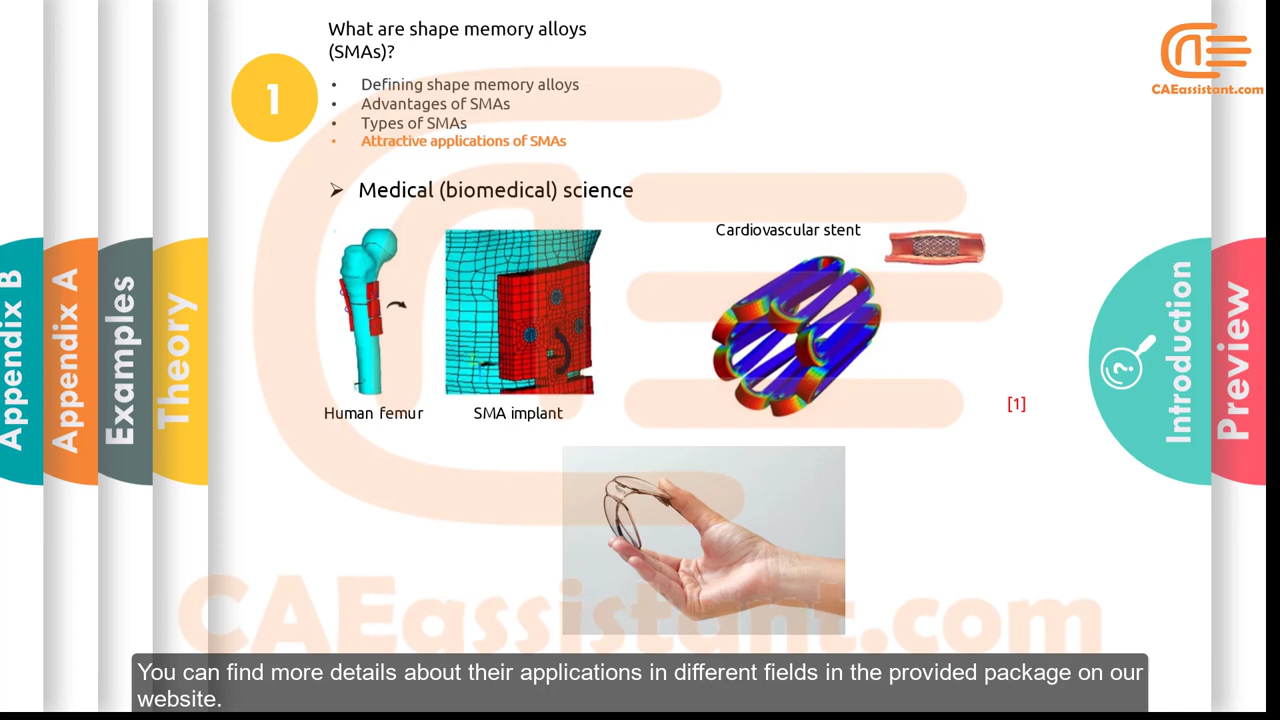 What are shape memory alloys
(SMAs)?
1
• Defining shape memory alloys
• Advantages of SMAs
• Types of SMAs
• Attractive applications of SMAs
CAEassistant.com
➢ Medical (biomedical) science
Cardiovascular stent
Human femur
SMA implant
[1]
Appendix B
Appendix A
Examples
Theory
?
Introduction
Preview
CAEassistant.com
You can find more details about their applications in different fields in the provided package on our
website.